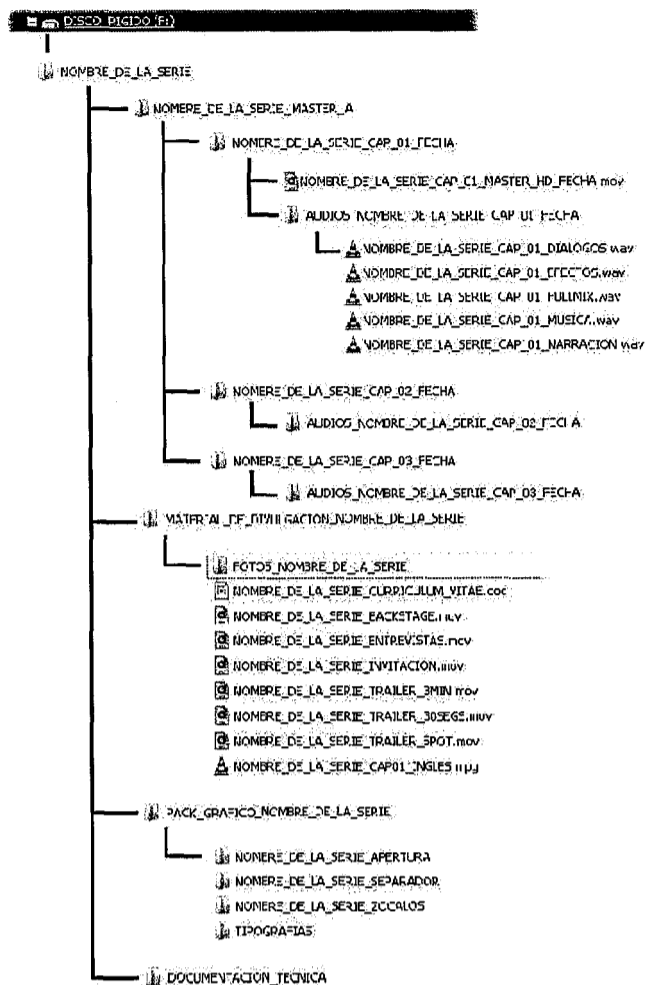 DISCO_RIGIDO (F:)
NOMBRE_DE_LA_SERIE
NOMBRE_DE_LA_SERIE_MASTER_A
NOMBRE_DE_LA_SERIE_CAP_01_FECHA
NOMBRE_DE_LA_SERIE_CAP_01_MASTER_HD_FECHA.mov
AUDIOS_NOMBRE_DE_LA_SERIE_CAP_01_FECHA
NOMBRE_DE_LA_SERIE_CAP_01_DIALOGOS.wav
NOMBRE_DE_LA_SERIE_CAP_01_EFECTOS.wav
NOMBRE_DE_LA_SERIE_CAP_01_FULLMIX.wav
NOMBRE_DE_LA_SERIE_CAP_01_MUSICA.wav
NOMBRE_DE_LA_SERIE_CAP_01_NARRACION.wav
NOMBRE_DE_LA_SERIE_CAP_02_FECHA
AUDIOS_NOMBRE_DE_LA_SERIE_CAP_02_FECHA
NOMBRE_DE_LA_SERIE_CAP_03_FECHA
AUDIOS_NOMBRE_DE_LA_SERIE_CAP_03_FECHA
MATERIAL_DE_DIVULGACION_NOMBRE_DE_LA_SERIE
FOTOS_NOMBRE_DE_LA_SERIE
NOMBRE_DE_LA_SERIE_CURRICULUM_VITAE.doc
NOMBRE_DE_LA_SERIE_BACKSTAGE.mov
NOMBRE_DE_LA_SERIE_ENTREVISTAS.mov
NOMBRE_DE_LA_SERIE_INVITACION.mov
NOMBRE_DE_LA_SERIE_TRAILER_3MIN.mov
NOMBRE_DE_LA_SERIE_TRAILER_30SEGS.mov
NOMBRE_DE_LA_SERIE_TRAILER_SPOT.mov
NOMBRE_DE_LA_SERIE_CAP01_INGLES.mpg
PACK_GRAFICO_NOMBRE_DE_LA_SERIE
NOMBRE_DE_LA_SERIE_APERTURA
NOMBRE_DE_LA_SERIE_SEPARADOR
NOMBRE_DE_LA_SERIE_ZOCALOS
TIPOGRAFIAS
DOCUMENTACION_TECNICA